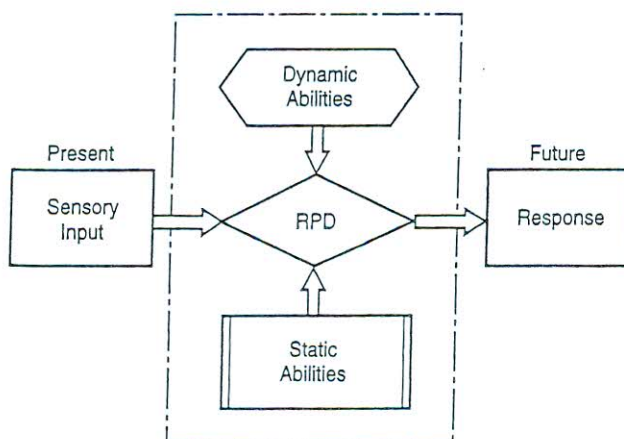 Dynamic
Abilities
Present
Sensory
Input
RPD
Future
Response
Static
Abilities